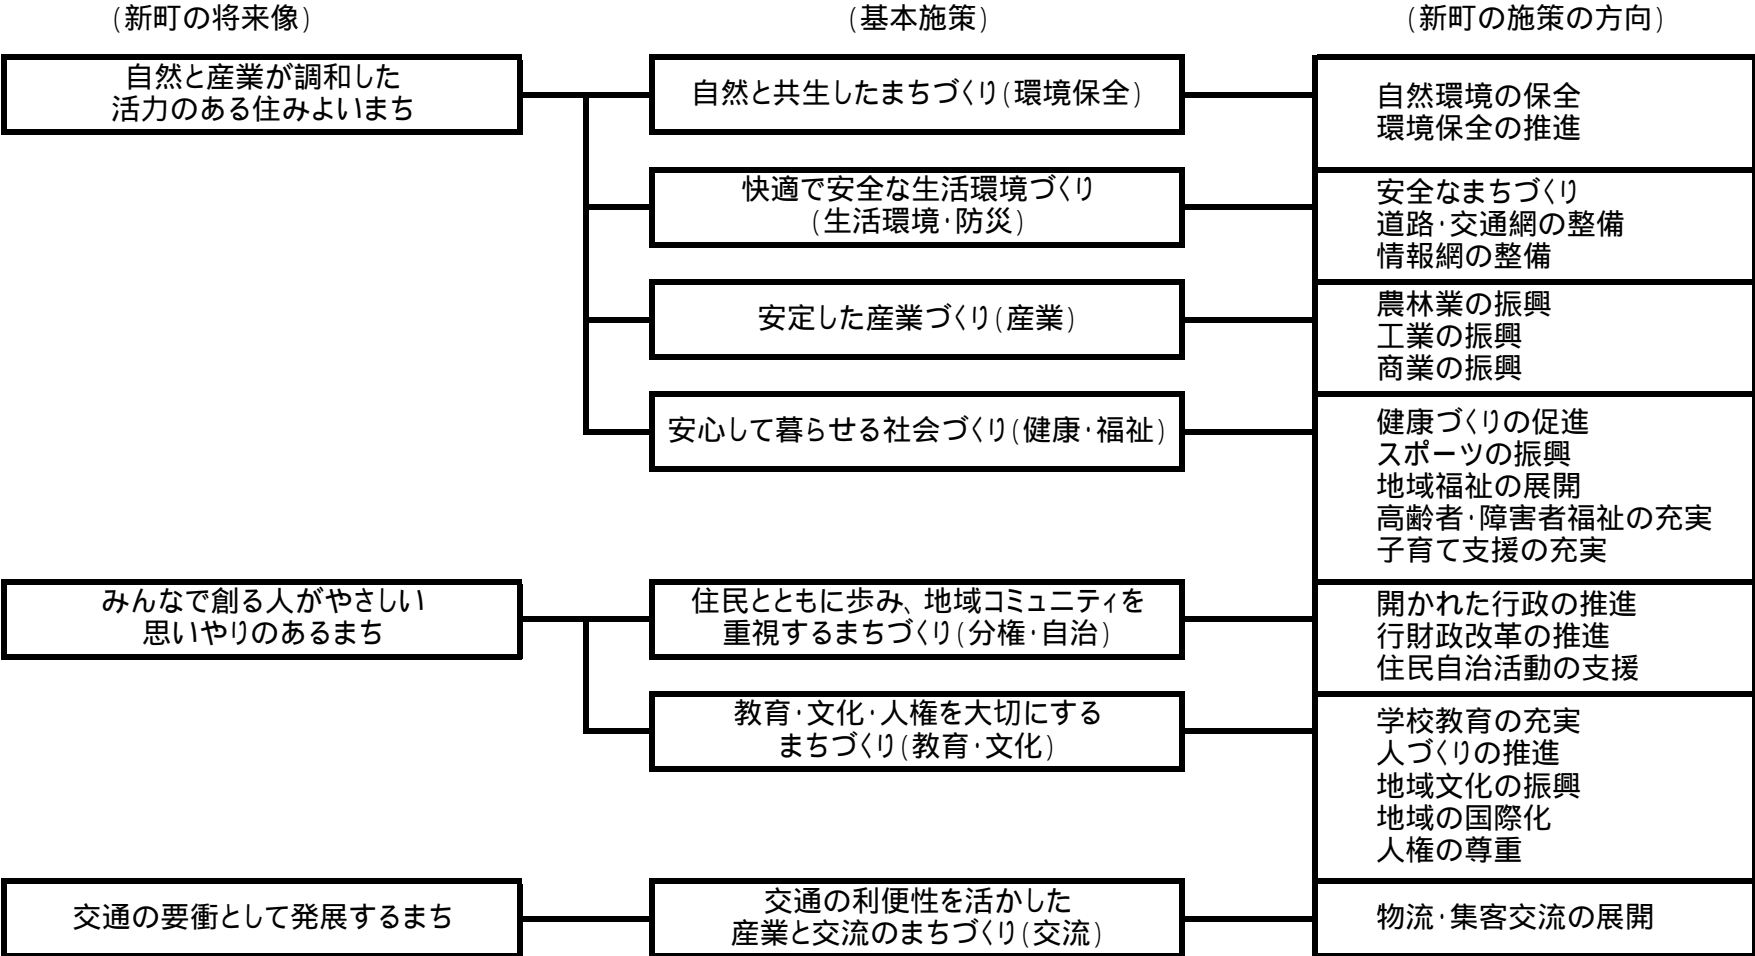 (新町の将来像)
(基本施策)
(新町の施策の方向)
自然と産業が調和した
活力のある住みよいまち
自然と共生したまちづくり(環境保全)
自然環境の保全
環境保全の推進
快適で安全な生活環境づくり
(生活環境・防災)
安全なまちづくり
道路・交通網の整備
情報網の整備
安定した産業づくり(産業)
農林業の振興
工業の振興
商業の振興
安心して暮らせる社会づくり(健康・福祉)
健康づくりの促進
スポーツの振興
地域福祉の展開
高齢者・障害者福祉の充実
子育て支援の充実
みんなで創る人がやさしい
思いやりのあるまち
住民とともに歩み、地域コミュニティを
重視するまちづくり(分権・自治)
開かれた行政の推進
行財政改革の推進
住民自治活動の支援
教育・文化・人権を大切にする
まちづくり(教育・文化)
学校教育の充実
人づくりの推進
地域文化の振興
地域の国際化
人権の尊重
交通の要衝として発展するまち
交通の利便性を活かした
産業と交流のまちづくり(交流)
物流・集客交流の展開